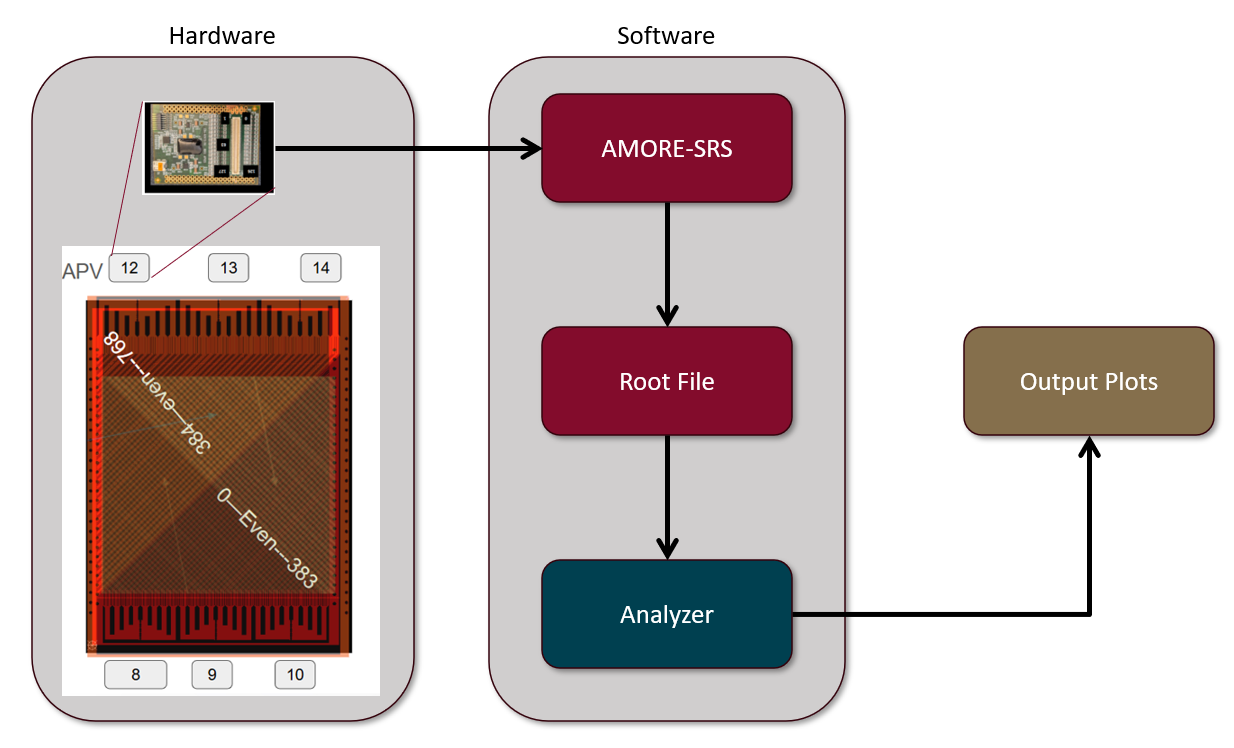 Hardware
Software
AMORE-SRS
APV 12 13 14
384---even---768
0---Even---383
Root File
Output Plots
Analyzer
8 9 10